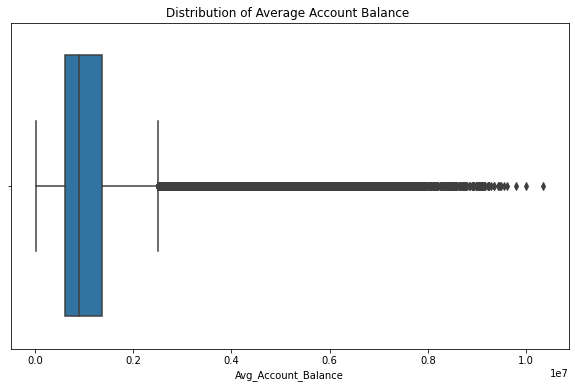 Distribution of Average Account Balance
0.0 0.2 0.4 0.6 0.8 1.0
1e7
Avg_Account_Balance